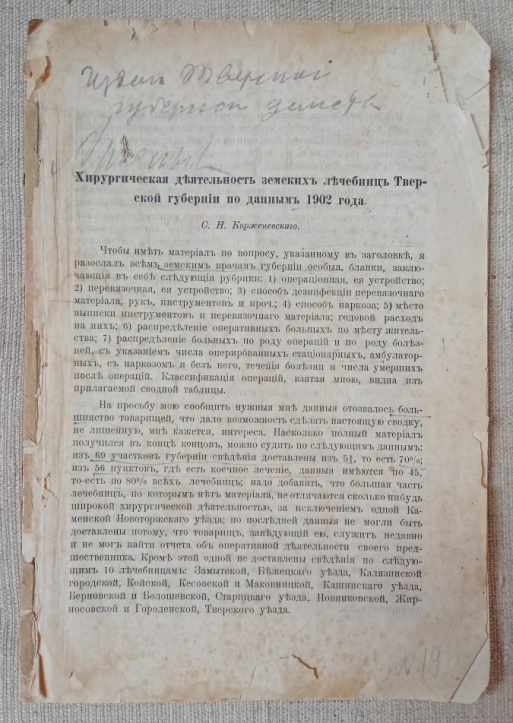 Издан Тверской
губернск земств
Хирургическая дѣятельность земскихъ лѣчебницъ Твер-
ской губерніи по даннымъ 1902 года.
С. Н. Корженевскаго.
Чтобы имѣть матеріалъ по вопросу, указанному въ заголовкѣ, я
разослалъ всѣмъ земскимъ врачамъ губерніи особые бланки, заклю-
чающія въ себѣ слѣдующія рубрики: 1) операціонная, ея устройство;
2) перевязочная, ея устройство; 3) способъ дезинфекціи перевязочнаго
матеріала, рукъ, инструментовъ и проч.; 4) способъ наркоза; 5) мѣсто
выписки инструментовъ и перевязочнаго матеріала; годовой расходъ
на нихъ; 6) распредѣленіе оперативныхъ больныхъ по мѣсту житель-
ства; 7) распредѣленіе больныхъ по роду операцій и по роду болѣз-
ней, съ указаніемъ числа оперированныхъ стаціонарныхъ, амбулатор-
ныхъ, съ наркозомъ и безъ него, теченія болѣзни и числа умершихъ
послѣ операцій. Классификація операцій, взятая мною, видна изъ
прилагаемой сводной таблицы.
На просьбу мою сообщить нужныя мнѣ данныя отозвалось боль-
шинство товарищей, что дало возможность сдѣлать настоящую сводку,
не лишенную, мнѣ кажется, интереса. Насколько полный матеріалъ
получился въ концѣ концовъ, можно судить по слѣдующимъ даннымъ:
изъ 69 участковъ губерніи свѣдѣнія доставлены изъ 51, то есть 70%;
изъ 56 пунктовъ, гдѣ есть коечное леченіе, данныя имѣются по 45,
то-есть по 80% всѣхъ лечебницъ; надо добавить, что большая часть
лечебницъ, по которымъ нѣтъ матеріала, не отличаются сколько нибудь
широкой хирургической дѣятельностью, за исключеніемъ одной Ка-
менской Новоторжскаго уѣзда; по послѣдней данныя не могли быть
доставлены потому, что товарищъ, завѣдующій ею, служитъ недавно
и не могъ найти отчета объ оперативной дѣятельности своего пред-
шественника. Кромѣ этой одной не доставлены свѣдѣнія по слѣдую-
щимъ 10 лѣчебницамъ: Замытской, Бѣжецкаго уѣзда, Калязинской
городской, Койской, Кесовской и Маковницкой, Кашинскаго уѣзда,
Берновской и Волошевской, Старицкаго уѣзда, Новинковской, Жир-
носовской и Городенской, Тверского уѣзда.
N 19